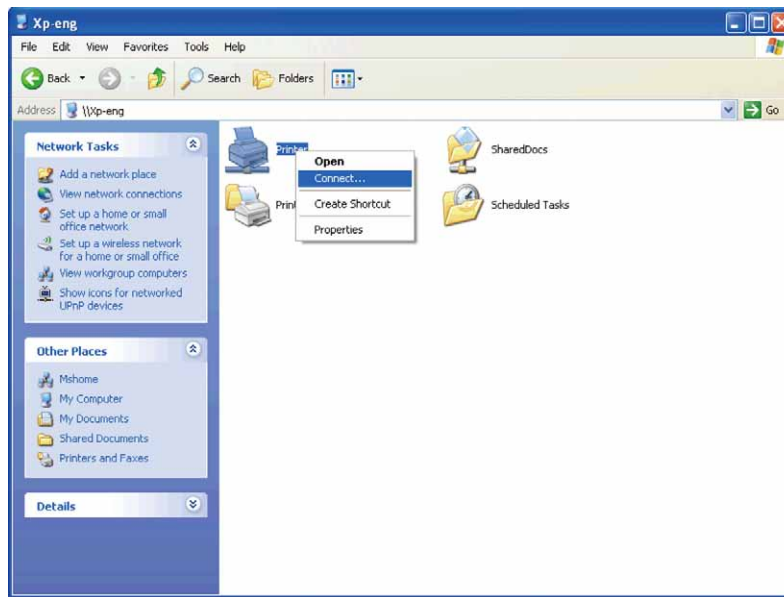 Xp-eng
File Edit View Favorites Tools Help
Back Search Folders
Address \\Xp-eng Go
Network Tasks
Add a network place
View network connections
Set up a home or small
office network
Set up a wireless network
for a home or small office
View workgroup computers
Show icons for networked
UPnP devices
Other Places
Mshome
My Computer
My Documents
Shared Documents
Printers and Faxes
Details
Printer
Open
Connect...
Create Shortcut
Properties
Print
SharedDocs
Scheduled Tasks